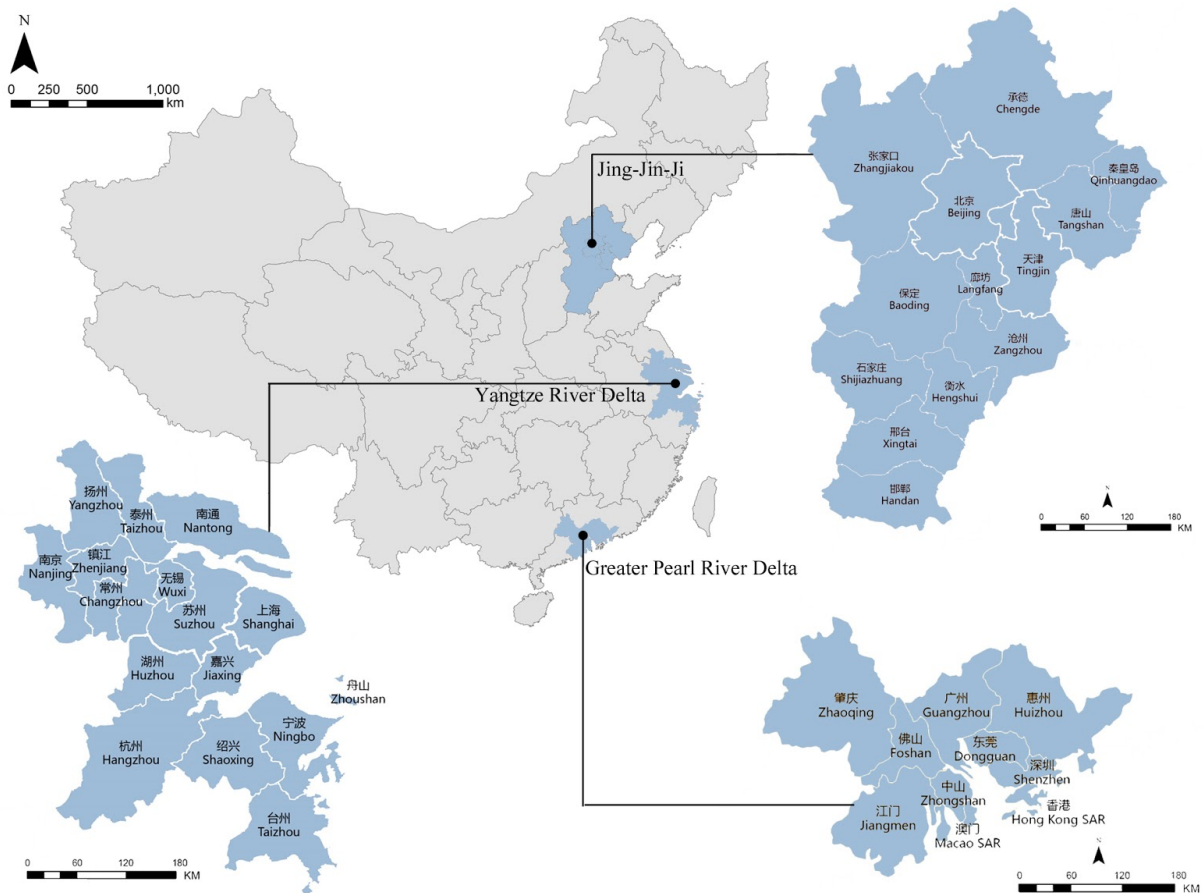 N
0 250 500 1,000
km
Jing-Jin-Ji
Yangtze River Delta
Greater Pearl River Delta
承德
Chengde
张家口
Zhangjiakou
秦皇岛
Qinhuangdao
北京
Beijing
唐山
Tangshan
天津
Tingjin
廊坊
Langfang
保定
Baoding
沧州
Zangzhou
石家庄
Shijiazhuang
衡水
Hengshui
邢台
Xingtai
邯郸
Handan
N
0 60 120 180
KM
扬州
Yangzhou
泰州
Taizhou
南通
Nantong
南京
Nanjing
镇江
Zhenjiang
无锡
Wuxi
常州
Changzhou
苏州
Suzhou
上海
Shanghai
湖州
Huzhou
嘉兴
Jiaxing
舟山
Zhoushan
宁波
Ningbo
杭州
Hangzhou
绍兴
Shaoxing
台州
Taizhou
0 60 120 180
KM
肇庆
Zhaoqing
广州
Guangzhou
惠州
Huizhou
佛山
Foshan
东莞
Dongguan
深圳
Shenzhen
中山
Zhongshan
香港
Hong Kong SAR
江门
Jiangmen
澳门
Macao SAR
N
0 60 120 180
KM